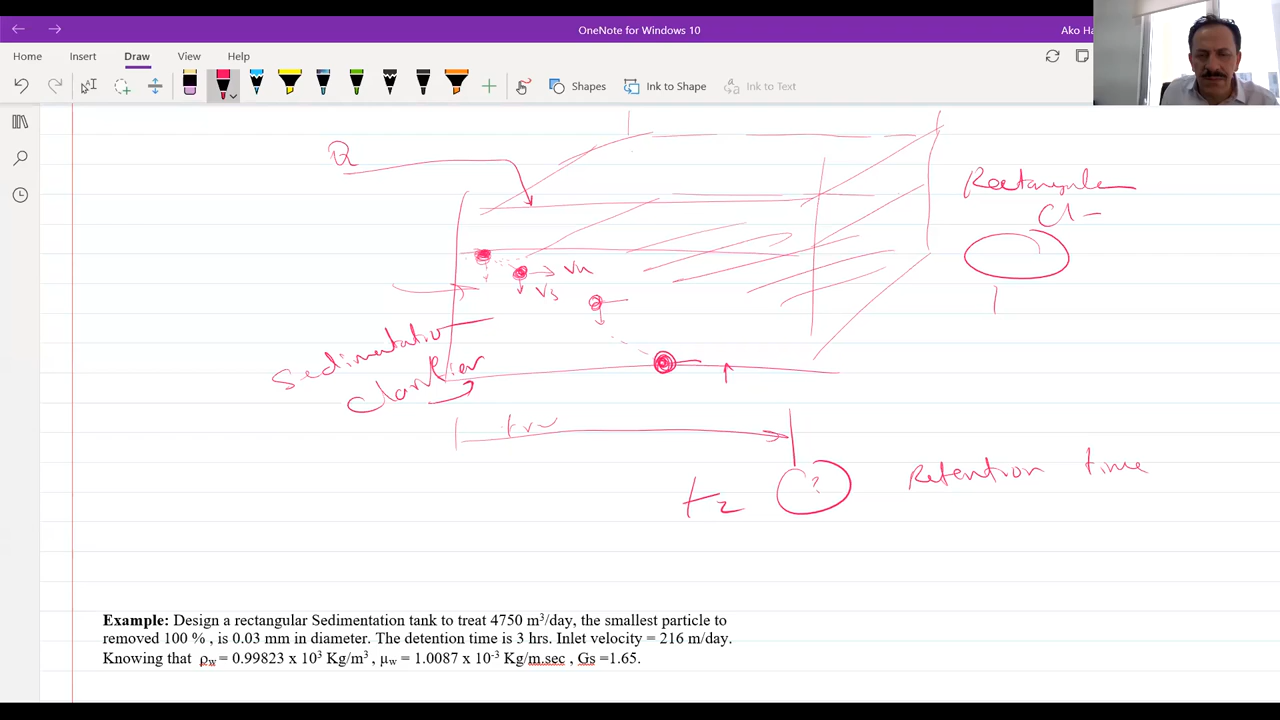 OneNote for Windows 10
Ako Ha
Home
Insert
Draw
View
Help
Shapes
Ink to Shape
Ink to Text
Q
Rectangular
Cl
Vh
Vs
Sedimentation
Clarifier
?
Retention time
Example: Design a rectangular Sedimentation tank to treat 4750 m³/day, the smallest particle to
removed 100 % , is 0.03 mm in diameter. The detention time is 3 hrs. Inlet velocity = 216 m/day.
Knowing that ρw = 0.99823 x 10³ Kg/m³ , µw = 1.0087 x 10⁻³ Kg/m.sec , Gs =1.65.